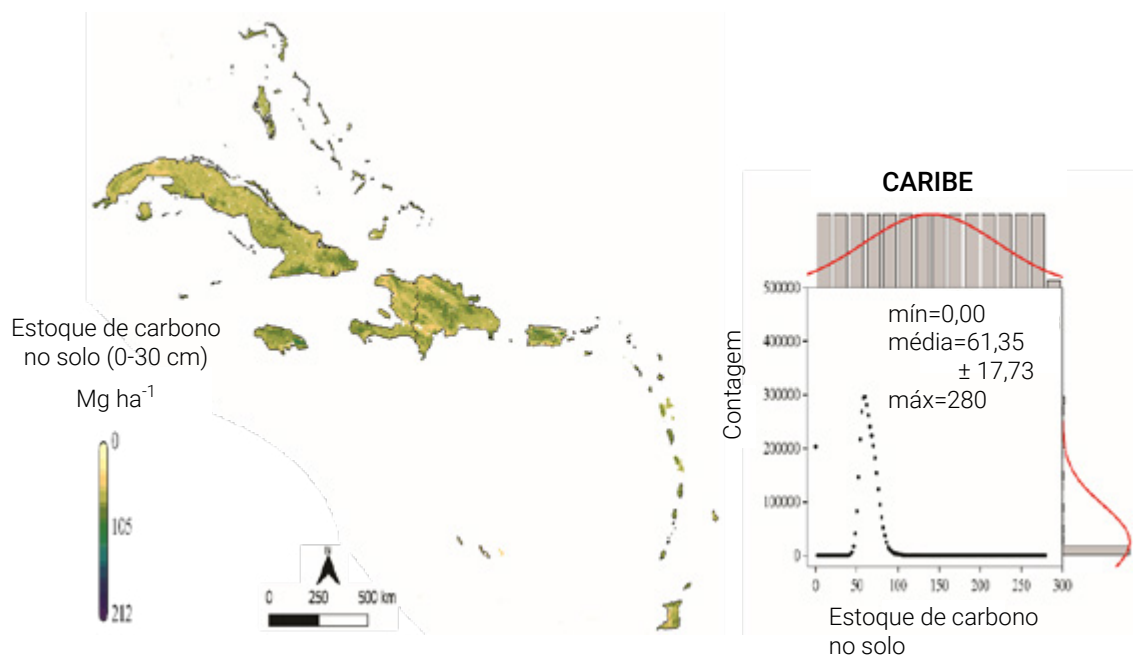 Estoque de carbono
no solo (0-30 cm)
Mg ha⁻¹
0
105
212
N
0 250 500 km
CARIBE
500000
400000
300000
200000
100000
0
Contagem
mín=0,00
média=61,35
± 17,73
máx=280
0 50 100 150 200 250 300
Estoque de carbono
no solo